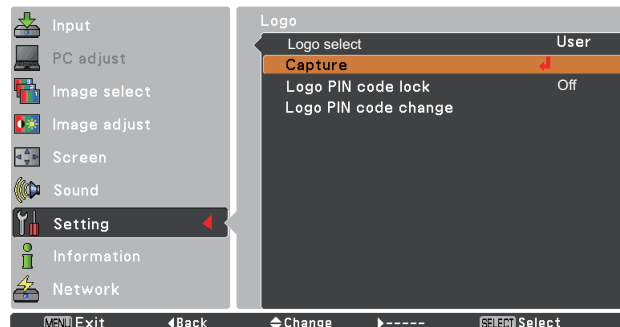 Input
PC adjust
Image select
Image adjust
Screen
Sound
Setting
Information
Network
Logo
Logo select User
Capture
Logo PIN code lock Off
Logo PIN code change
MENU Exit Back Change ----- SELECT Select